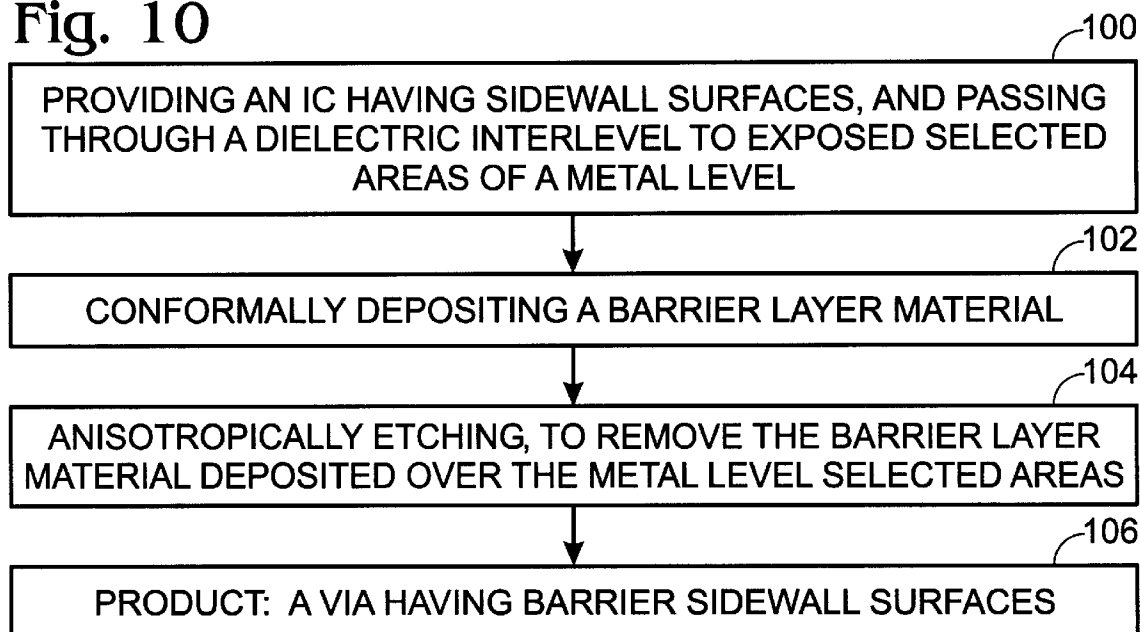 Fig. 10
100
PROVIDING AN IC HAVING SIDEWALL SURFACES, AND PASSING
THROUGH A DIELECTRIC INTERLEVEL TO EXPOSED SELECTED
AREAS OF A METAL LEVEL
102
CONFORMALLY DEPOSITING A BARRIER LAYER MATERIAL
104
ANISOTROPICALLY ETCHING, TO REMOVE THE BARRIER LAYER
MATERIAL DEPOSITED OVER THE METAL LEVEL SELECTED AREAS
106
PRODUCT: A VIA HAVING BARRIER SIDEWALL SURFACES